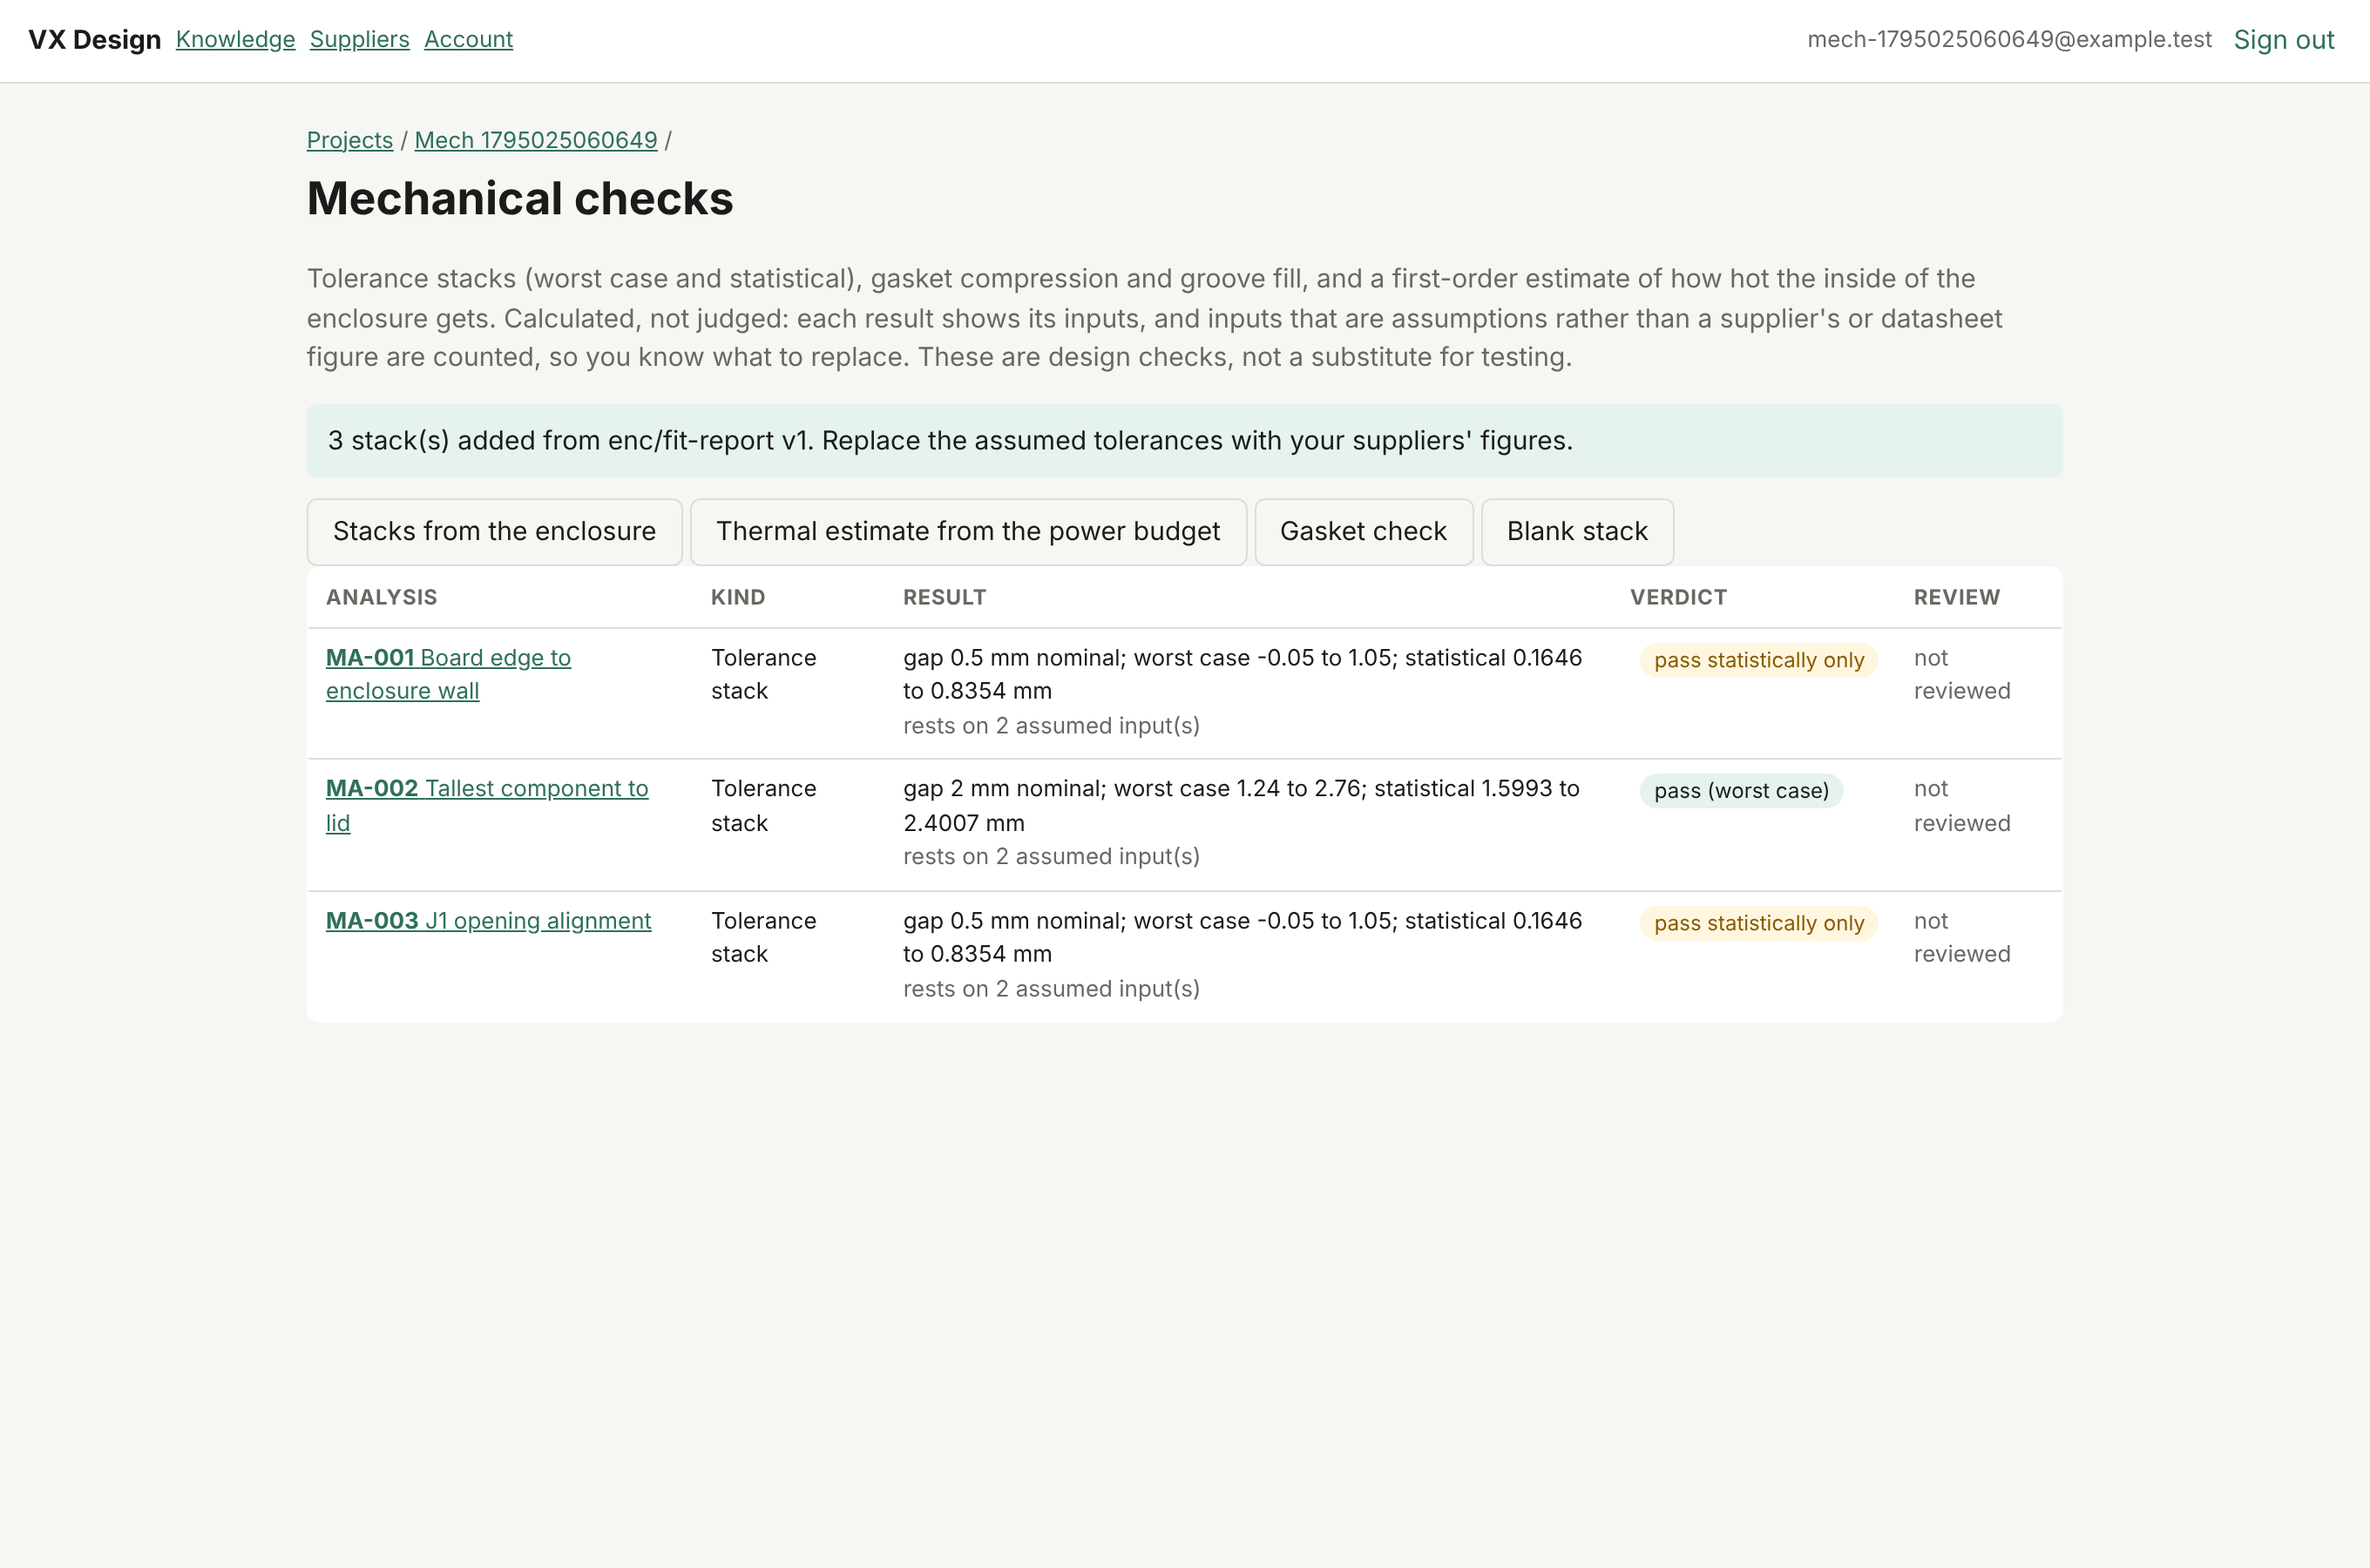 VX Design Knowledge Suppliers Account mech-1795025060649@example.test Sign out
Projects / Mech 1795025060649 /
Mechanical checks
Tolerance stacks (worst case and statistical), gasket compression and groove fill, and a first-order estimate of how hot the inside of the
enclosure gets. Calculated, not judged: each result shows its inputs, and inputs that are assumptions rather than a supplier's or datasheet
figure are counted, so you know what to replace. These are design checks, not a substitute for testing.
3 stack(s) added from enc/fit-report v1. Replace the assumed tolerances with your suppliers' figures.
Stacks from the enclosure Thermal estimate from the power budget Gasket check Blank stack
ANALYSIS KIND RESULT VERDICT REVIEW
MA-001 Board edge to Tolerance gap 0.5 mm nominal; worst case -0.05 to 1.05; statistical 0.1646 pass statistically only not
enclosure wall stack to 0.8354 mm reviewed
rests on 2 assumed input(s)
MA-002 Tallest component to Tolerance gap 2 mm nominal; worst case 1.24 to 2.76; statistical 1.5993 to pass (worst case) not
lid stack 2.4007 mm reviewed
rests on 2 assumed input(s)
MA-003 J1 opening alignment Tolerance gap 0.5 mm nominal; worst case -0.05 to 1.05; statistical 0.1646 pass statistically only not
stack to 0.8354 mm reviewed
rests on 2 assumed input(s)